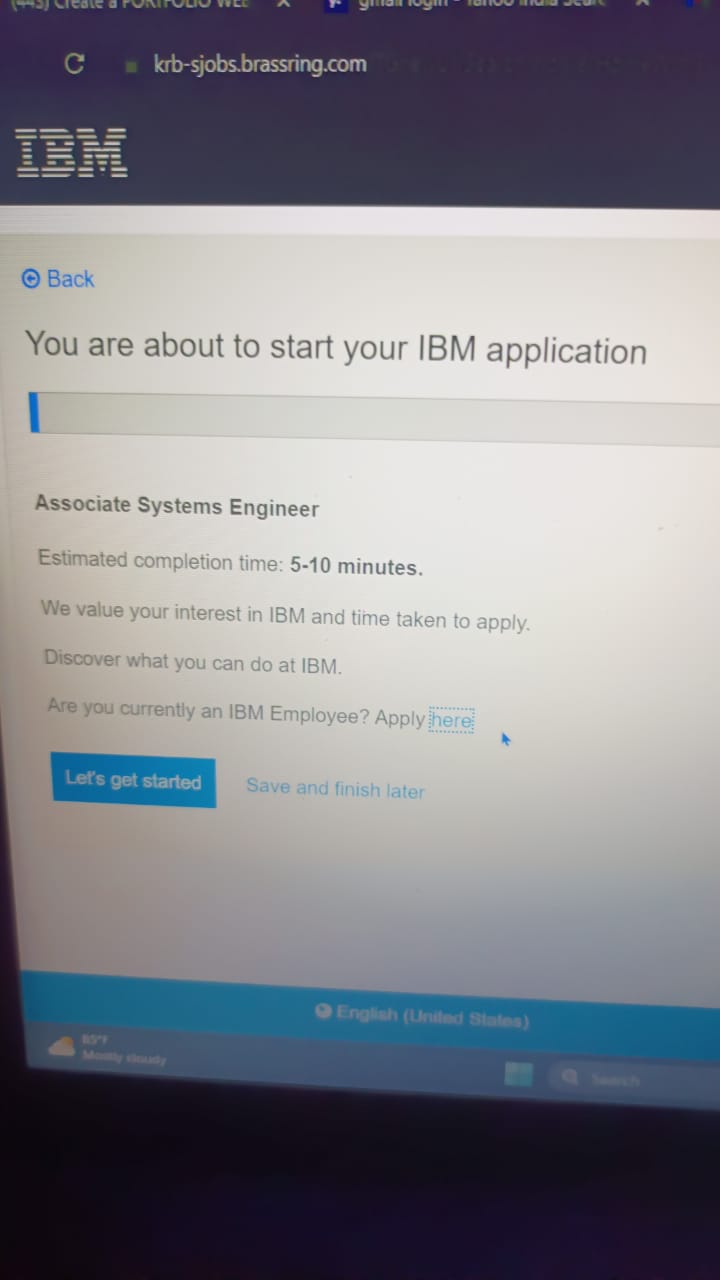 (443) Create a PORTFOLIO WEB
gmail login - Yahoo India Searc
krb-sjobs.brassring.com
IBM
Back
You are about to start your IBM application
Associate Systems Engineer
Estimated completion time: 5-10 minutes.
We value your interest in IBM and time taken to apply.
Discover what you can do at IBM.
Are you currently an IBM Employee? Apply here
Let's get started
Save and finish later
English (United States)
85°F
Mostly cloudy
Search